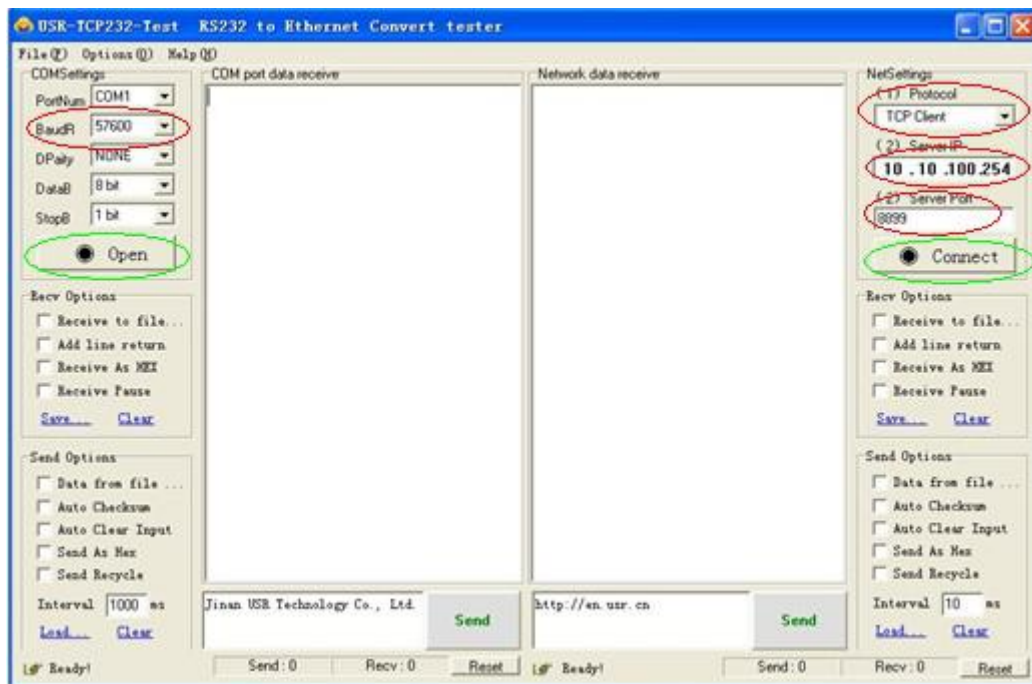 USR-TCP232-Test RS232 to Ethernet Convert tester
File(F) Options(O) Help(H)
COMSettings
PortNum COM1
BaudR 57600
DPaity NONE
DataB 8 bit
StopB 1 bit
Open
Recv Options
Receive to file...
Add line return
Receive As HEX
Receive Pause
Save... Clear
Send Options
Data from file ...
Auto Checksum
Auto Clear Input
Send As Hex
Send Recycle
Interval 1000 ms
Load... Clear
Ready!
COM port data receive
Jinan USR Technology Co., Ltd.
Send
Send : 0 Recv : 0 Reset
Network data receive
http://en.usr.cn
Send
Ready! Send : 0 Recv : 0 Reset
NetSettings
(1) Protocol
TCP Client
(2) Server IP
10 . 10 .100.254
(2) Server Port
8899
Connect
Recv Options
Receive to file...
Add line return
Receive As HEX
Receive Pause
Save... Clear
Send Options
Data from file ...
Auto Checksum
Auto Clear Input
Send As Hex
Send Recycle
Interval 10 ms
Load... Clear